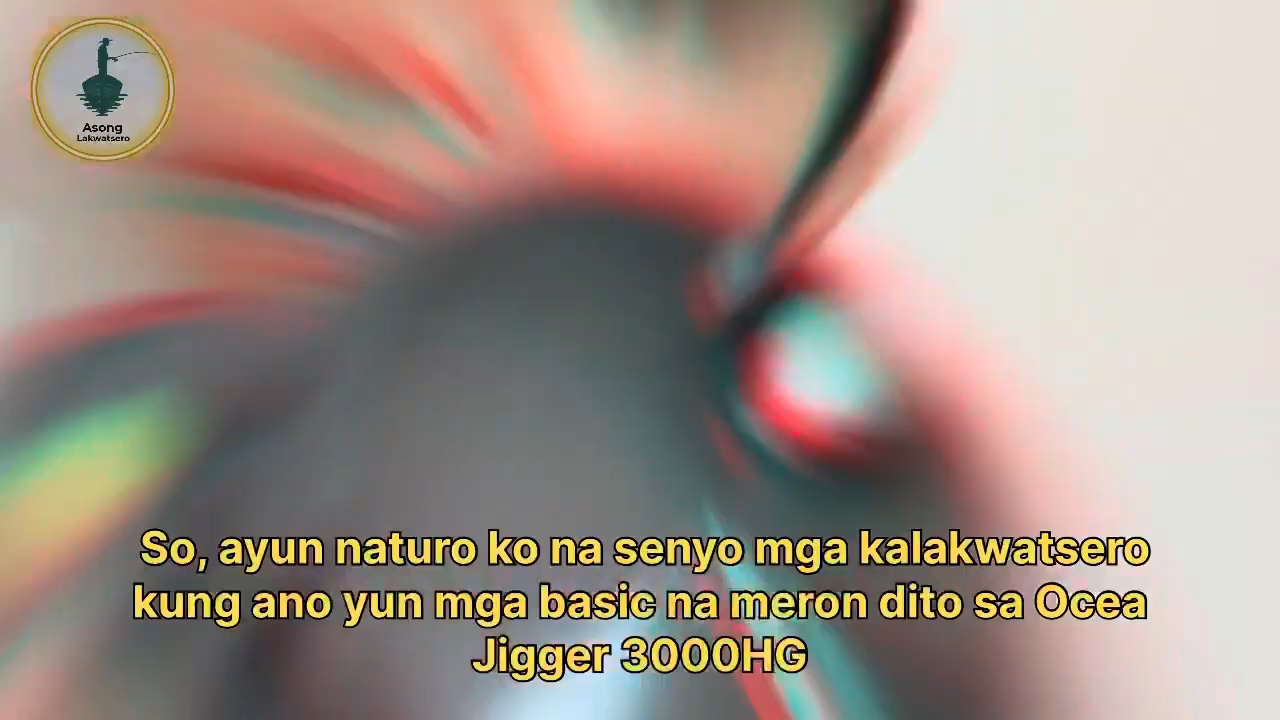 Asong
Lakwatsero
So, ayun naturo ko na senyo mga kalakwatsero
kung ano yun mga basic na meron dito sa Ocea
Jigger 3000HG